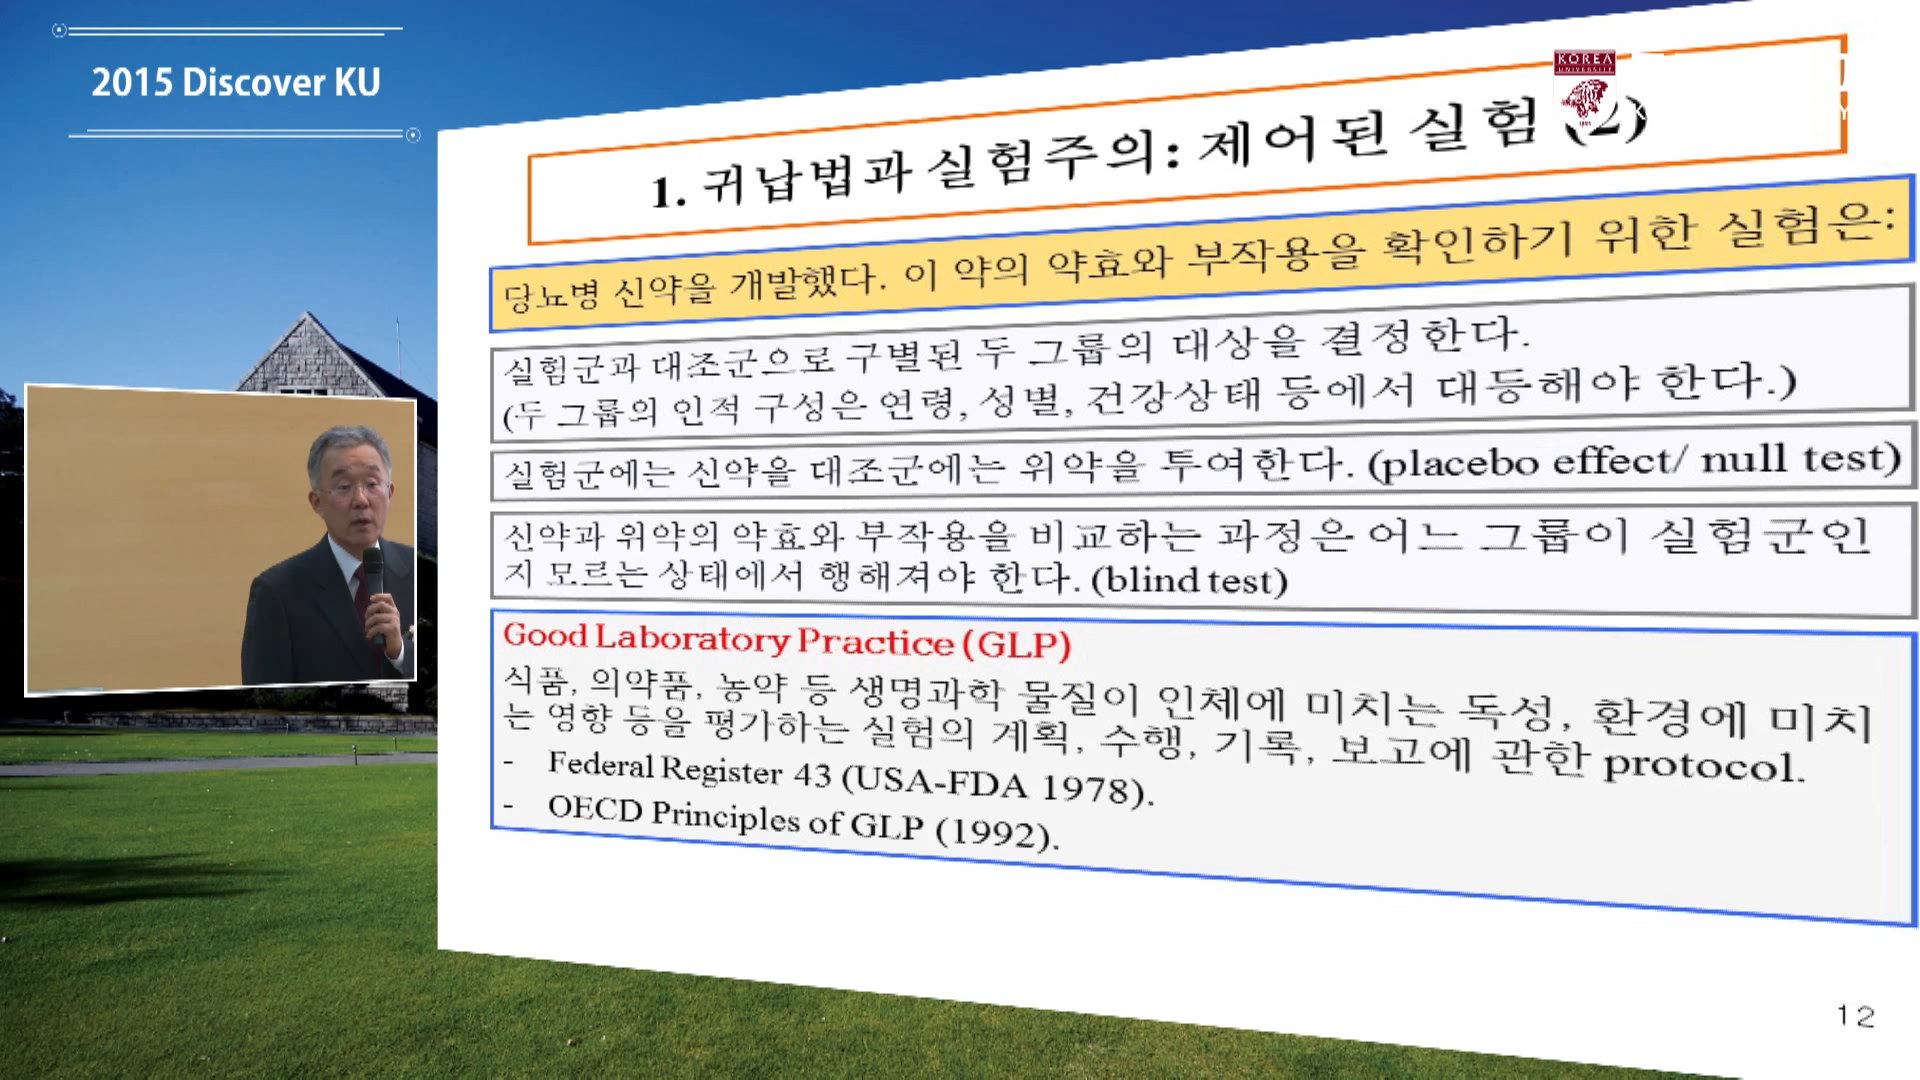 2015 Discover KU
KOREA
UNIVERSITY
1. 귀납법과 실험주의: 제어된 실험 (2)
당뇨병 신약을 개발했다. 이 약의 약효와 부작용을 확인하기 위한 실험은:
실험군과 대조군으로 구별된 두 그룹의 대상을 결정한다.
(두 그룹의 인적 구성은 연령, 성별, 건강상태 등에서 대등해야 한다.)
실험군에는 신약을 대조군에는 위약을 투여한다. (placebo effect/ null test)
신약과 위약의 약효와 부작용을 비교하는 과정은 어느 그룹이 실험군인
지 모르는 상태에서 행해져야 한다. (blind test)
Good Laboratory Practice (GLP)
식품, 의약품, 농약 등 생명과학 물질이 인체에 미치는 독성, 환경에 미치
는 영향 등을 평가하는 실험의 계획, 수행, 기록, 보고에 관한 protocol.
- Federal Register 43 (USA-FDA 1978).
- OECD Principles of GLP (1992).
12